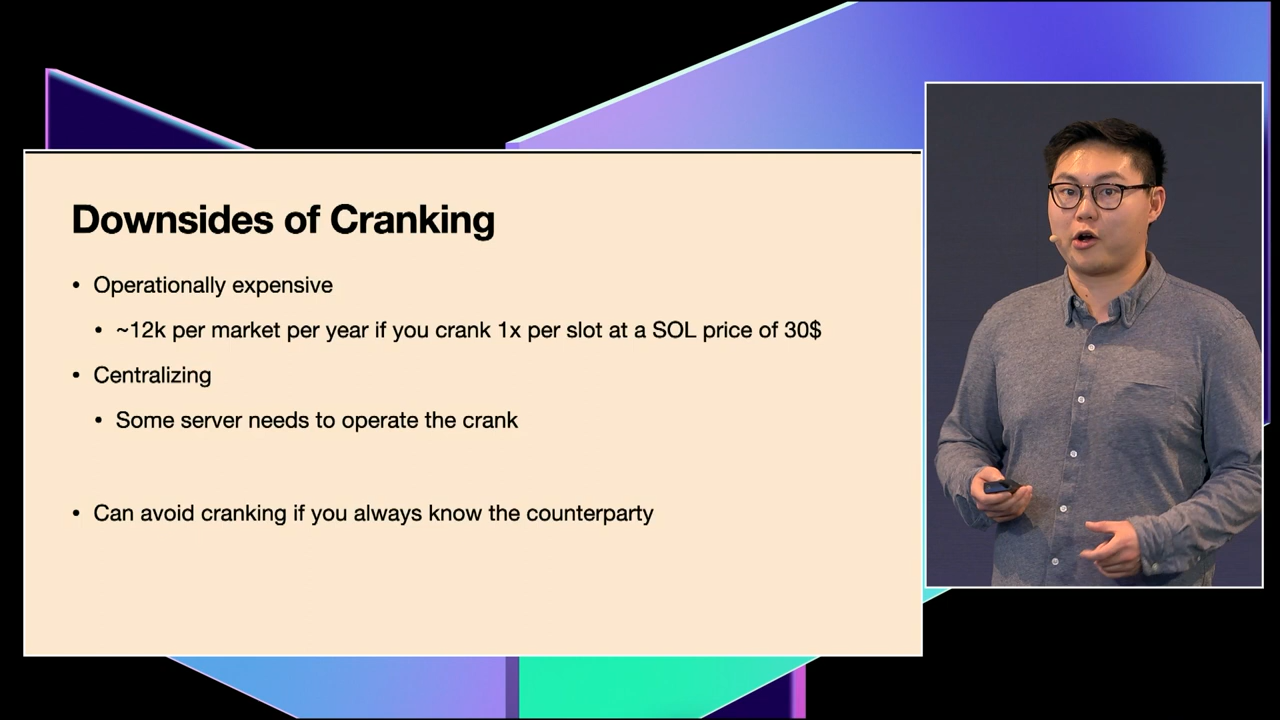 Downsides of Cranking
• Operationally expensive
• ~12k per market per year if you crank 1x per slot at a SOL price of 30$
• Centralizing
• Some server needs to operate the crank
• Can avoid cranking if you always know the counterparty